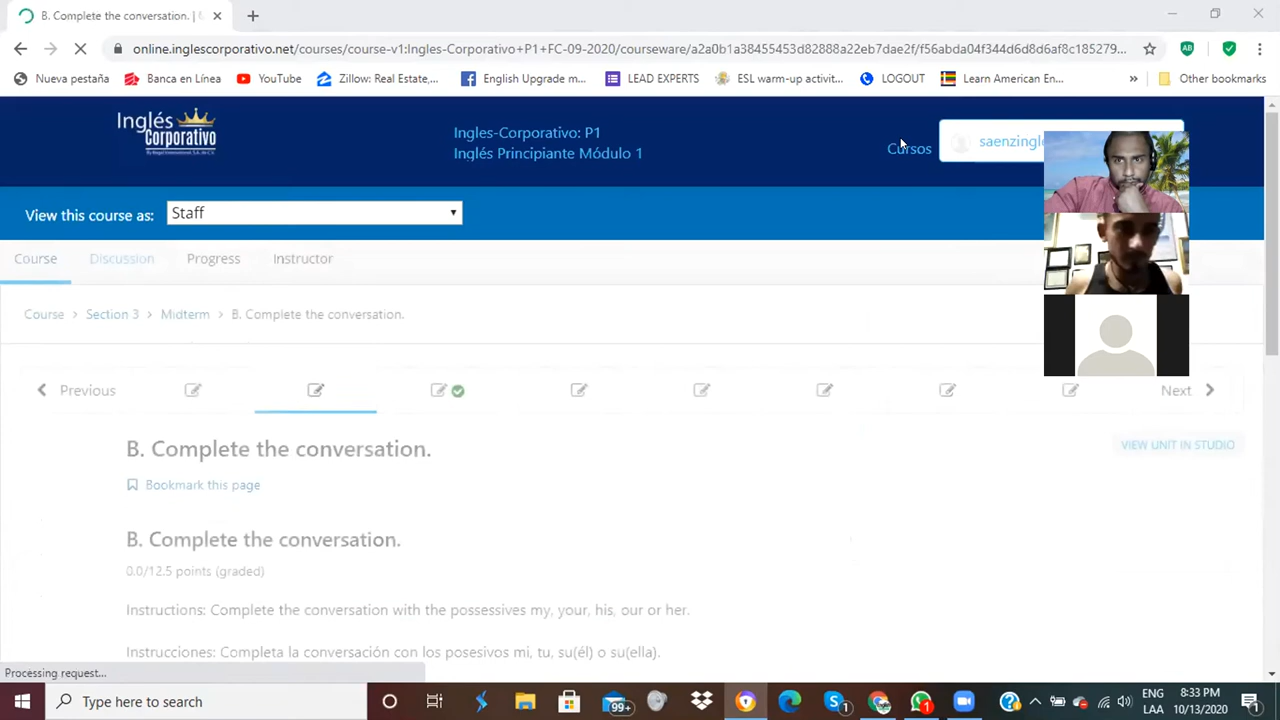 B. Complete the conversation. |
online.inglescorporativo.net/courses/course-v1:Ingles-Corporativo+P1+FC-09-2020/courseware/a2a0b1a38455453d82888a22eb7dae2f/f56abda04f344d6d8d6af8c185279...
Nueva pestaña Banca en Línea YouTube Zillow: Real Estate,... English Upgrade m... LEAD EXPERTS ESL warm-up activit... LOGOUT Learn American En... » Other bookmarks
Inglés Corporativo
Ingles-Corporativo: P1
Inglés Principiante Módulo 1
Cursos
saenzingle
View this course as: Staff
Course Discussion Progress Instructor
Course > Section 3 > Midterm > B. Complete the conversation.
Previous Next
B. Complete the conversation.
VIEW UNIT IN STUDIO
Bookmark this page
B. Complete the conversation.
0.0/12.5 points (graded)
Instructions: Complete the conversation with the possessives my, your, his, our or her.
Instrucciones: Completa la conversación con los posesivos mi, tu, su(él) o su(ella).
Processing request...
Type here to search
99+
1
1
ENG
LAA
8:33 PM
10/13/2020
1